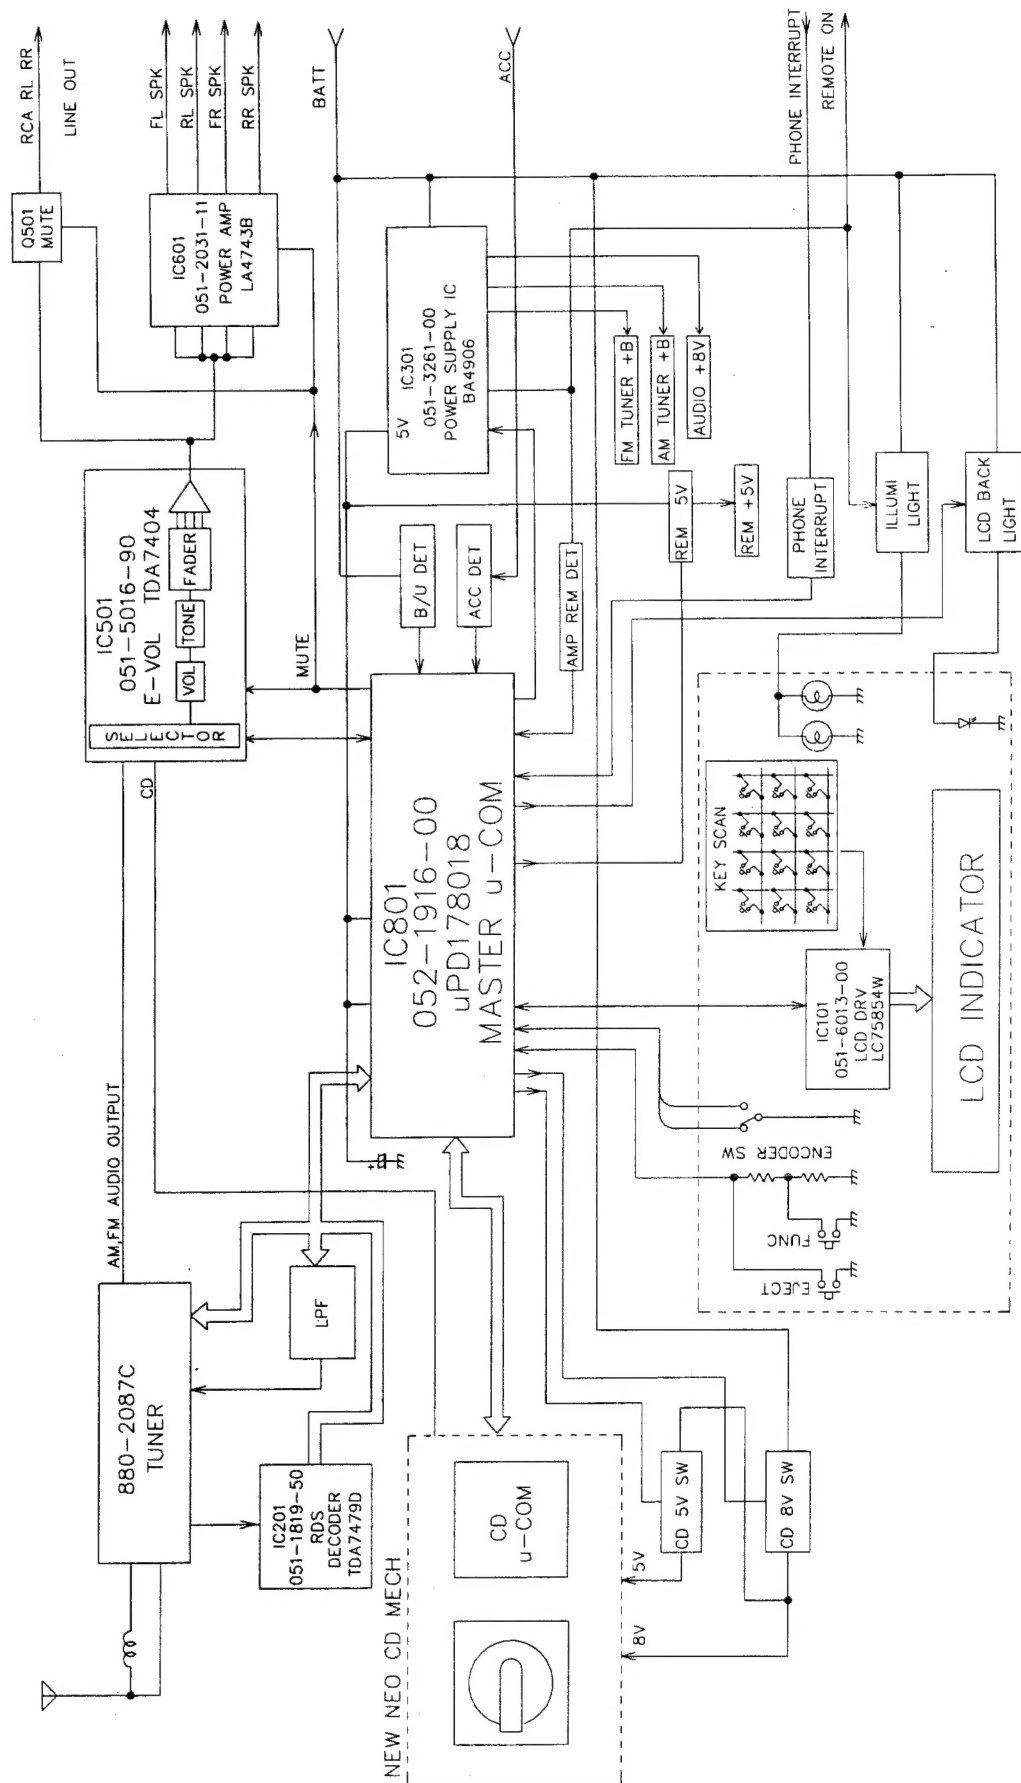 880-2087C
TUNER
AM,FM AUDIO OUTPUT
CD
IC501
051-5016-90
E-VOL TDA7404
SELECTOR
VOL
TONE
FADER
Q501
MUTE
RCA RL RR
LINE OUT
IC601
051-2031-11
POWER AMP
LA4743B
FL SPK
RL SPK
FR SPK
RR SPK
IC201
051-1819-50
RDS
DECODER
TDA7479D
LPF
MUTE
BATT
ACC
IC801
052-1916-00
uPD178018
MASTER u-COM
B/U DET
ACC DET
5V
IC301
051-3261-00
POWER SUPPLY IC
BA4906
AMP REM DET
FM TUNER +B
AM TUNER +B
AUDIO +8V
REM 5V
REM +5V
PHONE INTERRUPT
REMOTE ON
PHONE
INTERRUPT
ILLUMI
LIGHT
LCD BACK
LIGHT
NEW NEO CD MECH
CD
u-COM
8V
5V
CD 5V SW
CD 8V SW
EJECT
FUNC
ENCODER SW
KEY SCAN
IC101
051-6013-00
LCD DRV
LC75854W
LCD INDICATOR